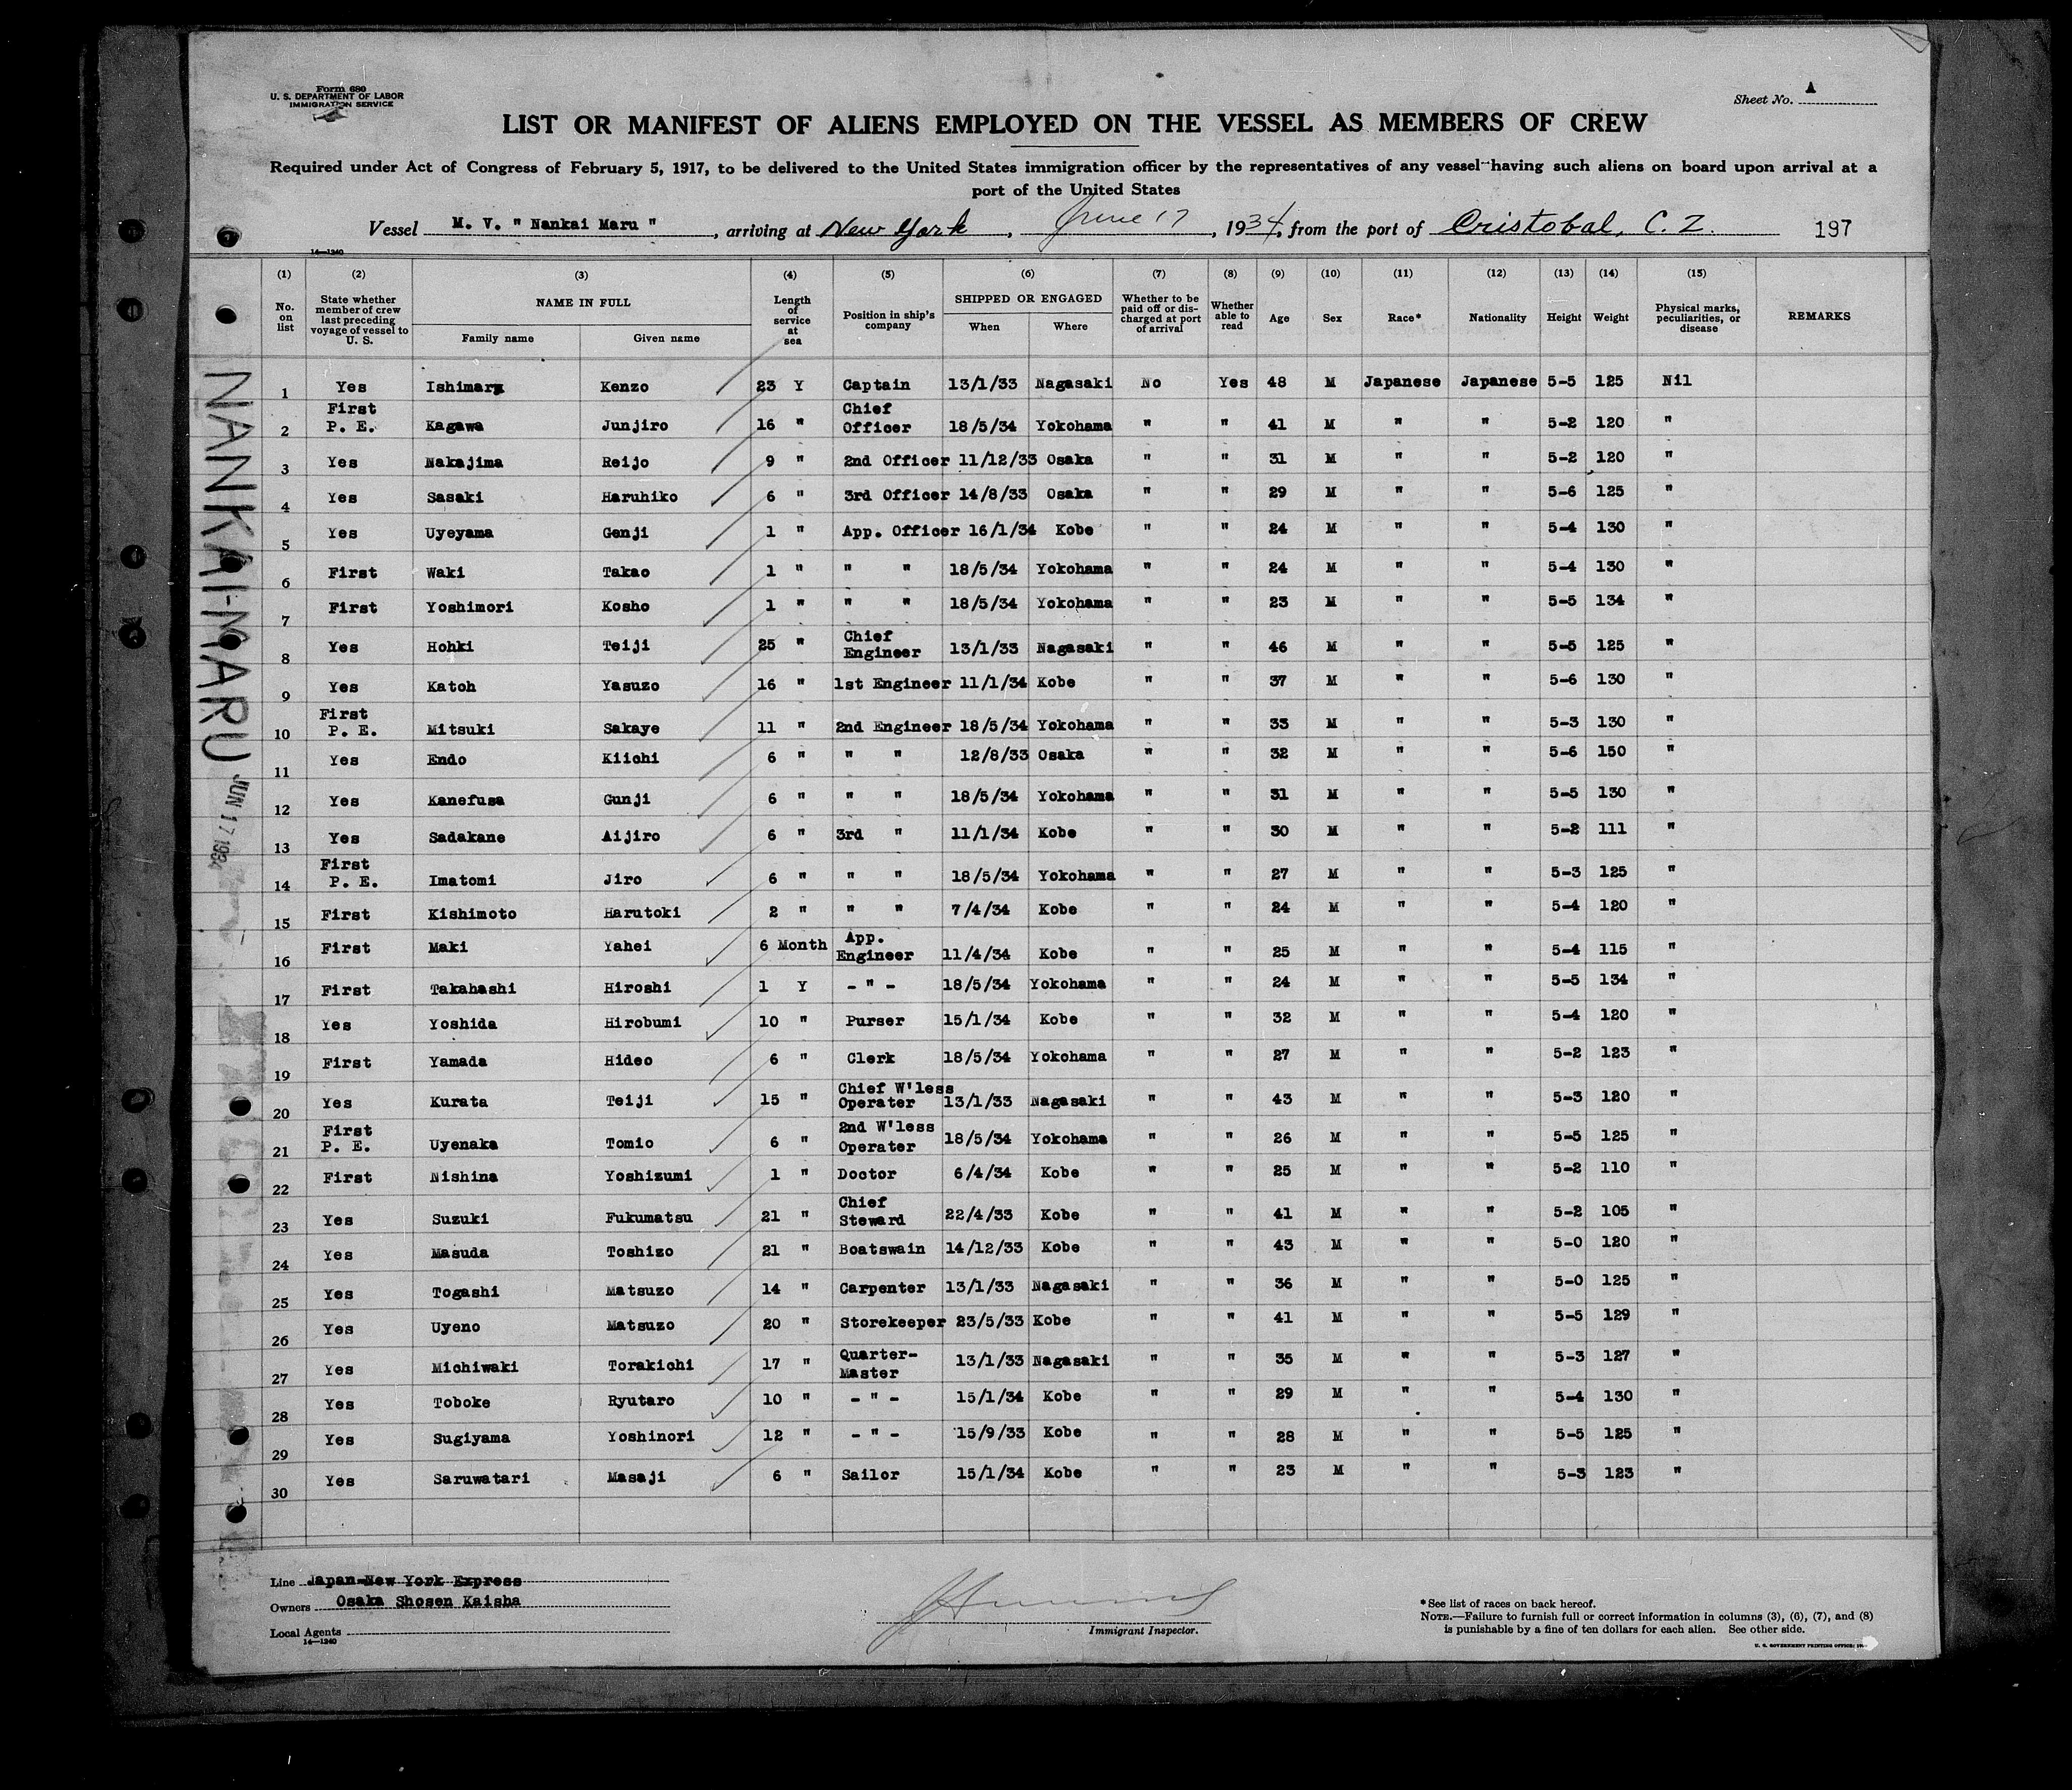 Form 680
U. S. DEPARTMENT OF LABOR
IMMIGRATION SERVICE
Sheet No. A
LIST OR MANIFEST OF ALIENS EMPLOYED ON THE VESSEL AS MEMBERS OF CREW
Required under Act of Congress of February 5, 1917, to be delivered to the United States immigration officer by the representatives of any vessel having such aliens on board upon arrival at a
port of the United States
Vessel M. V. " Nankai Maru ", arriving at New York, June 17, 1934, from the port of Cristobal, C. Z. 197
14—1240
(1) (2) (3) (4) (5) (6) (7) (8) (9) (10) (11) (12) (13) (14) (15)
No. on list State whether member of crew last preceding voyage of vessel to U. S. NAME IN FULL Family name Given name Length of service at sea Position in ship's company SHIPPED OR ENGAGED When Where Whether to be paid off or discharged at port of arrival Whether able to read Age Sex Race* Nationality Height Weight Physical marks, peculiarities, or disease REMARKS
NANKAI-MARU
JUN 17 1934
1 Yes Ishimaru Kenzo 23 Y Captain 13/1/33 Nagasaki No Yes 48 M Japanese Japanese 5-5 125 Nil
2 First P. E. Kagawa Junjiro 16 " Chief Officer 18/5/34 Yokohama " " 41 M " " 5-2 120 "
3 Yes Nakajima Reijo 9 " 2nd Officer 11/12/33 Osaka " " 31 M " " 5-2 120 "
4 Yes Sasaki Haruhiko 6 " 3rd Officer 14/8/33 Osaka " " 29 M " " 5-6 125 "
5 Yes Uyeyama Genji 1 " App. Officer 16/1/34 Kobe " " 24 M " " 5-4 130 "
6 First Waki Takao 1 " " " 18/5/34 Yokohama " " 24 M " " 5-4 130 "
7 First Yoshimori Kosho 1 " " " 18/5/34 Yokohama " " 23 M " " 5-5 134 "
8 Yes Hohki Teiji 25 " Chief Engineer 13/1/33 Nagasaki " " 46 M " " 5-5 125 "
9 Yes Katoh Yasuzo 16 " 1st Engineer 11/1/34 Kobe " " 37 M " " 5-6 130 "
10 First P. E. Mitsuki Sakaye 11 " 2nd Engineer 18/5/34 Yokohama " " 33 M " " 5-3 130 "
11 Yes Endo Kiichi 6 " " " 12/8/33 Osaka " " 32 M " " 5-6 150 "
12 Yes Kanefusa Gunji 6 " " " 18/5/34 Yokohama " " 31 M " " 5-5 130 "
13 Yes Sadakane Aijiro 6 " 3rd " 11/1/34 Kobe " " 30 M " " 5-2 111 "
14 First P. E. Imatomi Jiro 6 " " " 18/5/34 Yokohama " " 27 M " " 5-3 125 "
15 First Kishimoto Harutoki 2 " " " 7/4/34 Kobe " " 24 M " " 5-4 120 "
16 First Maki Yahei 6 Month App. Engineer 11/4/34 Kobe " " 25 M " " 5-4 115 "
17 First Takahashi Hiroshi 1 Y - " - 18/5/34 Yokohama " " 24 M " " 5-5 134 "
18 Yes Yoshida Hirobumi 10 " Purser 15/1/34 Kobe " " 32 M " " 5-4 120 "
19 First Yamada Hideo 6 " Clerk 18/5/34 Yokohama " " 27 M " " 5-2 123 "
20 Yes Kurata Teiji 15 " Chief W'less Operater 13/1/33 Nagasaki " " 43 M " " 5-3 120 "
21 First P. E. Uyenaka Tomio 6 " 2nd W'less Operater 18/5/34 Yokohama " " 26 M " " 5-5 125 "
22 First Nishina Yoshizumi 1 " Doctor 6/4/34 Kobe " " 25 M " " 5-2 110 "
23 Yes Suzuki Fukumatsu 21 " Chief Steward 22/4/33 Kobe " " 41 M " " 5-2 105 "
24 Yes Masuda Toshizo 21 " Boatswain 14/12/33 Kobe " " 43 M " " 5-0 120 "
25 Yes Togashi Matsuzo 14 " Carpenter 13/1/33 Nagasaki " " 36 M " " 5-0 125 "
26 Yes Uyeno Matsuzo 20 " Storekeeper 23/5/33 Kobe " " 41 M " " 5-5 129 "
27 Yes Michiwaki Torakichi 17 " Quarter-Master 13/1/33 Nagasaki " " 35 M " " 5-3 127 "
28 Yes Toboke Ryutaro 10 " - " - 15/1/34 Kobe " " 29 M " " 5-4 130 "
29 Yes Sugiyama Yoshinori 12 " - " - 15/9/33 Kobe " " 28 M " " 5-5 125 "
30 Yes Saruwatari Masaji 6 " Sailor 15/1/34 Kobe " " 23 M " " 5-3 123 "
Line Japan-New York Express
Owners Osaka Shosen Kaisha
Local Agents
14—1240
Immigrant Inspector.
*See list of races on back hereof.
NOTE.—Failure to furnish full or correct information in columns (3), (6), (7), and (8)
is punishable by a fine of ten dollars for each alien. See other side.
U. S. GOVERNMENT PRINTING OFFICE: